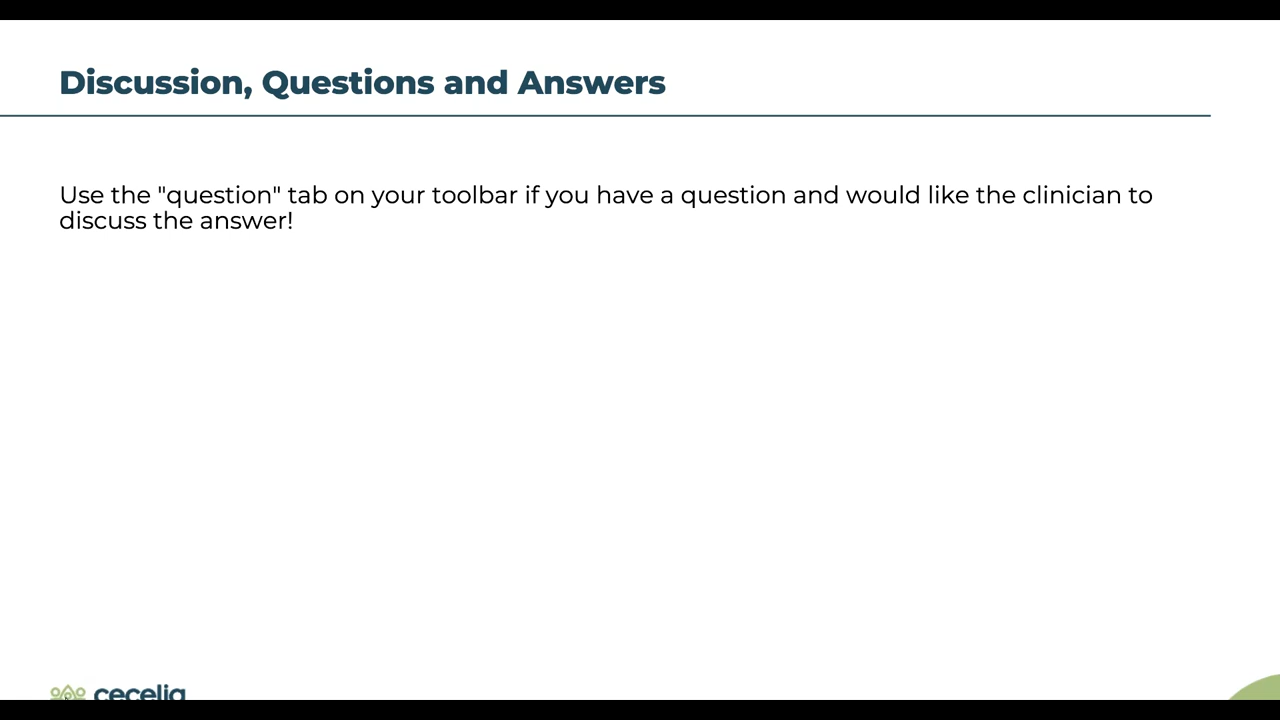 Discussion, Questions and Answers
Use the "question" tab on your toolbar if you have a question and would like the clinician to
discuss the answer!
cecelia